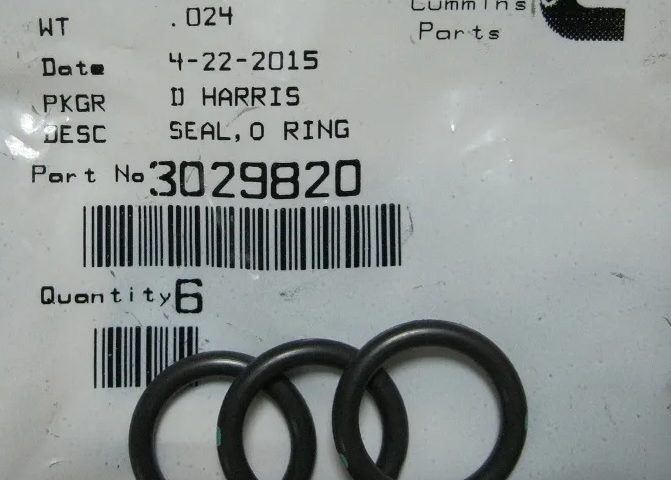 Cummins
WT .024
Parts
Date 4-22-2015
PKGR D HARRIS
DESC SEAL,O RING
Part No 3029820
Quantity 6